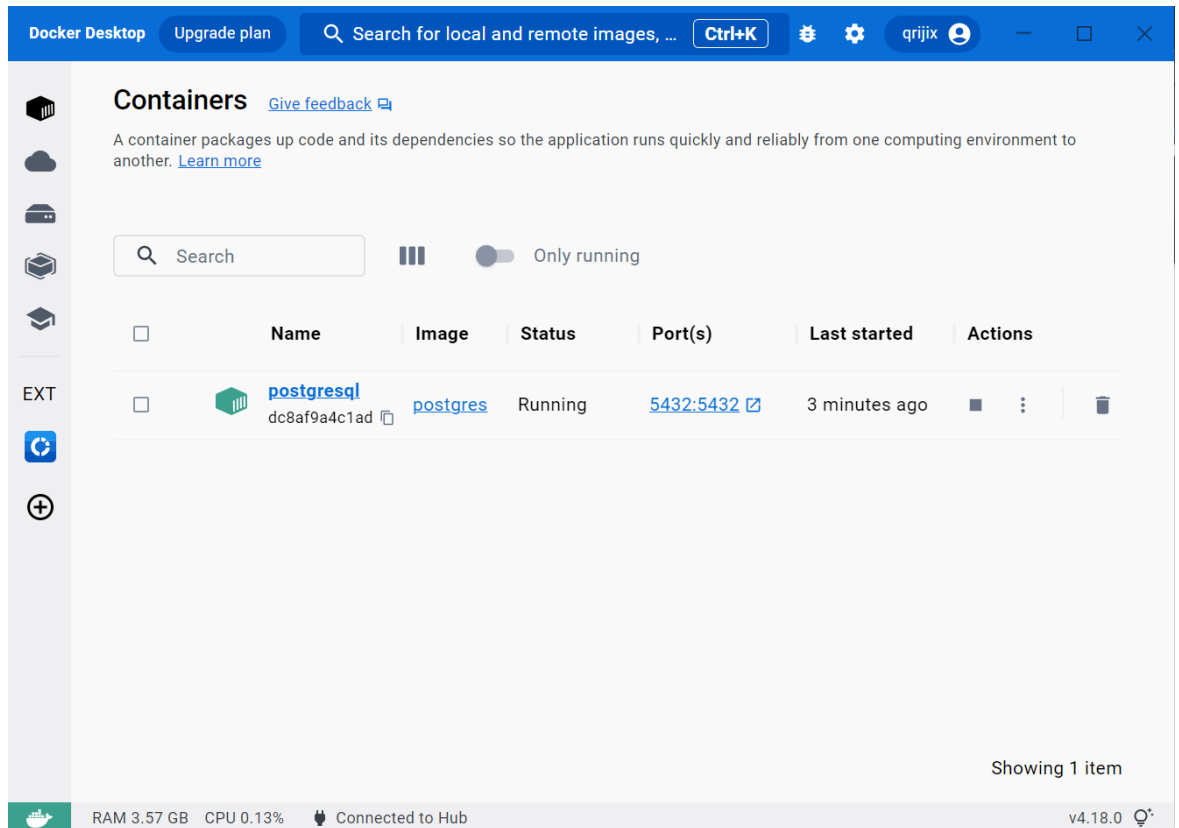 Docker Desktop Upgrade plan Search for local and remote images, ... Ctrl+K qrijix
Containers Give feedback
A container packages up code and its dependencies so the application runs quickly and reliably from one computing environment to
another. Learn more
Search Only running
Name Image Status Port(s) Last started Actions
postgresql
dc8af9a4c1ad postgres Running 5432:5432 3 minutes ago
EXT
Showing 1 item
RAM 3.57 GB CPU 0.13% Connected to Hub v4.18.0